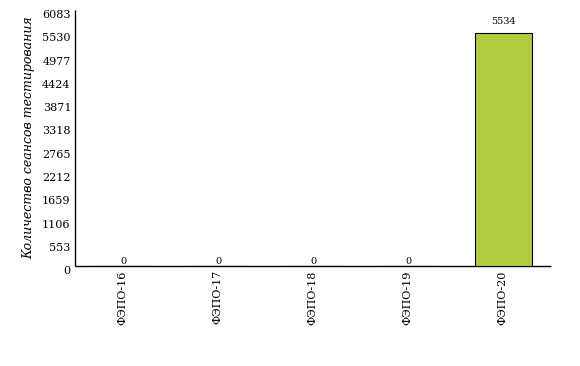 Количество сеансов тестирования
6083
5530
4977
4424
3871
3318
2765
2212
1659
1106
553
0
0
0
0
0
5534
ФЭПО-16
ФЭПО-17
ФЭПО-18
ФЭПО-19
ФЭПО-20